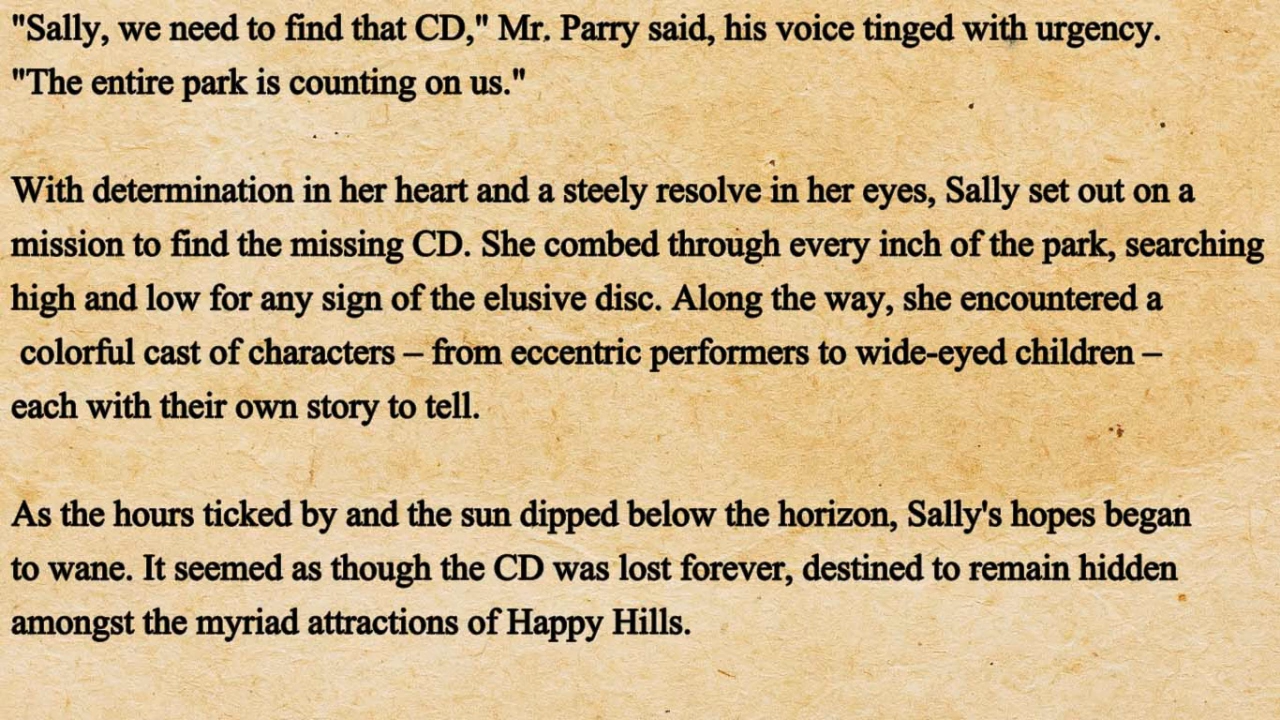 "Sally, we need to find that CD," Mr. Parry said, his voice tinged with urgency.
"The entire park is counting on us."
With determination in her heart and a steely resolve in her eyes, Sally set out on a
mission to find the missing CD. She combed through every inch of the park, searching
high and low for any sign of the elusive disc. Along the way, she encountered a
colorful cast of characters – from eccentric performers to wide-eyed children –
each with their own story to tell.
As the hours ticked by and the sun dipped below the horizon, Sally's hopes began
to wane. It seemed as though the CD was lost forever, destined to remain hidden
amongst the myriad attractions of Happy Hills.